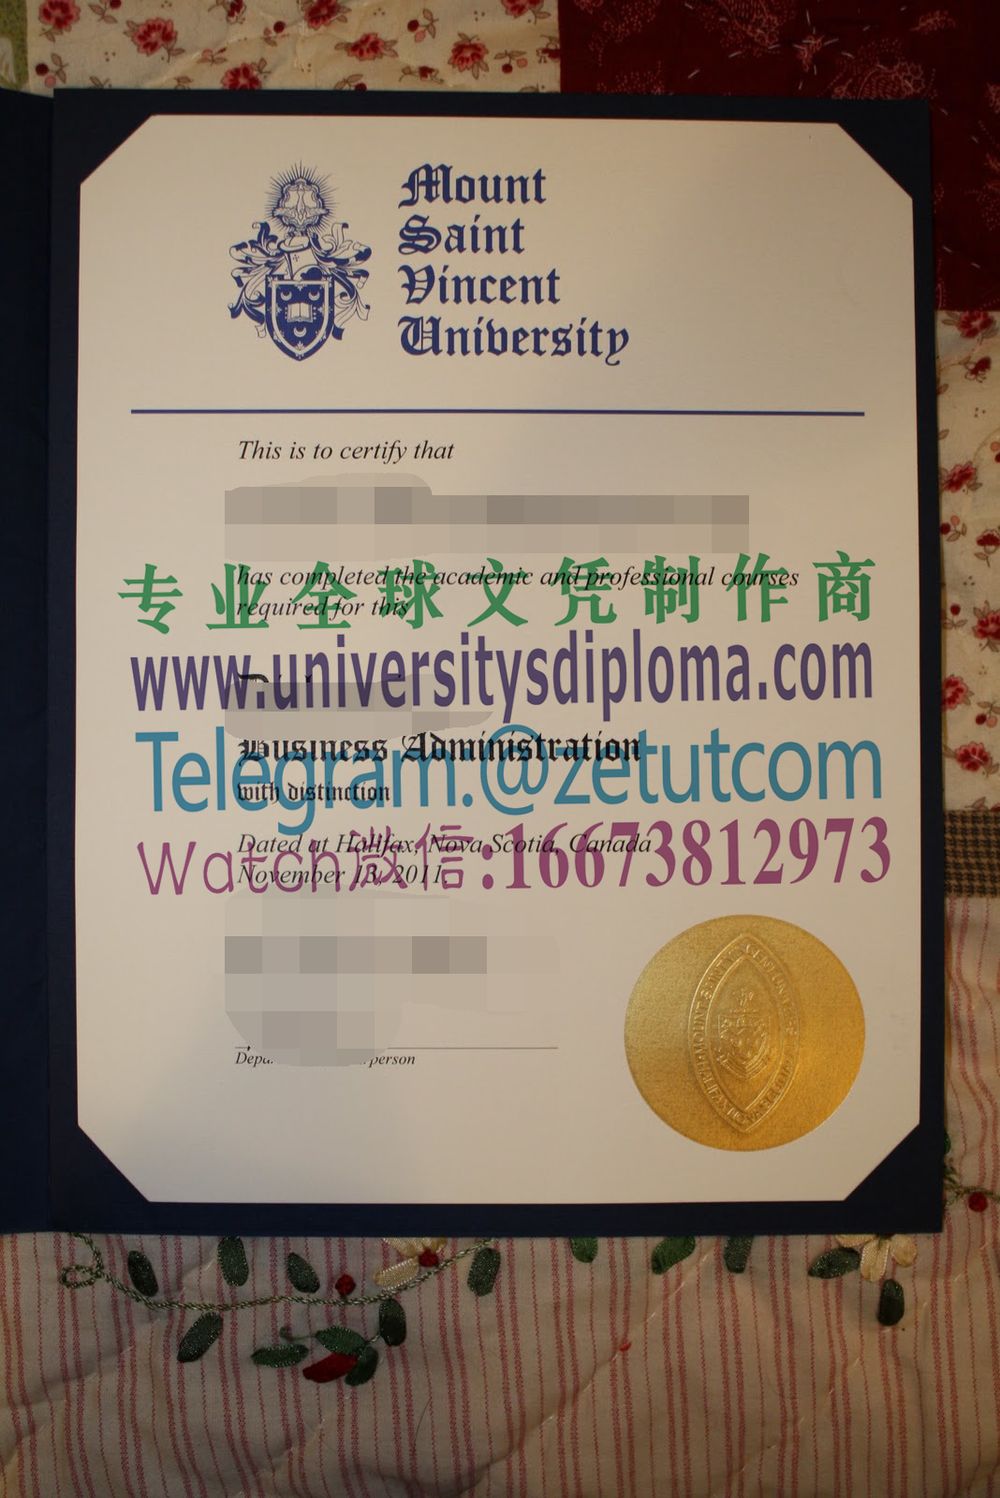 Mount
Saint
Vincent
University
This is to certify that
has completed the academic and professional courses
专业全球文凭制作商
required for this
www.universitysdiploma.com
Business Administration
Telegram:@zetutcom
with distinction
Dated at Halifax, Nova Scotia, Canada
Watch微信:16673812973
November 13, 2011.
person